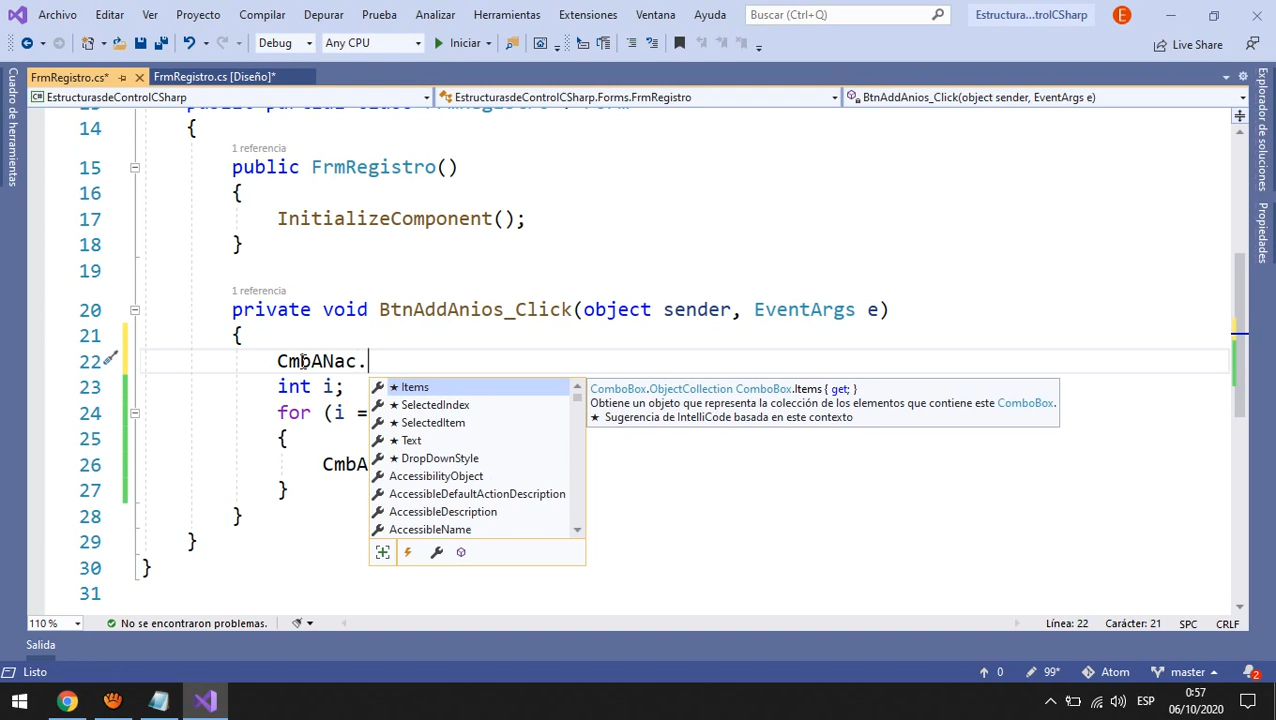 Archivo Editar Ver Proyecto Compilar Depurar Prueba Analizar Herramientas Extensiones Ventana Ayuda Buscar (Ctrl+Q) Estructura...trolCSharp E
Debug Any CPU Iniciar Live Share
FrmRegistro.cs* FrmRegistro.cs [Diseño]*
EstructurasdeControlCSharp EstructurasdeControlCSharp.Forms.FrmRegistro BtnAddAnios_Click(object sender, EventArgs e)
Cuadro de herramientas
Explorador de soluciones
Propiedades
14 {
1 referencia
15 public FrmRegistro()
16 {
17 InitializeComponent();
18 }
19
1 referencia
20 private void BtnAddAnios_Click(object sender, EventArgs e)
21 {
22 CmbANac.
23 int i;
24 for (i =
25 {
26 CmbA
27 }
28 }
29 }
30 }
31
★ Items
★ SelectedIndex
★ SelectedItem
★ Text
★ DropDownStyle
AccessibilityObject
AccessibleDefaultActionDescription
AccessibleDescription
AccessibleName
ComboBox.ObjectCollection ComboBox.Items { get; }
Obtiene un objeto que representa la colección de los elementos que contiene este ComboBox.
★ Sugerencia de IntelliCode basada en este contexto
110 % No se encontraron problemas. Línea: 22 Carácter: 21 SPC CRLF
Salida
Listo 0 99* Atom master 2
ESP 0:57
06/10/2020